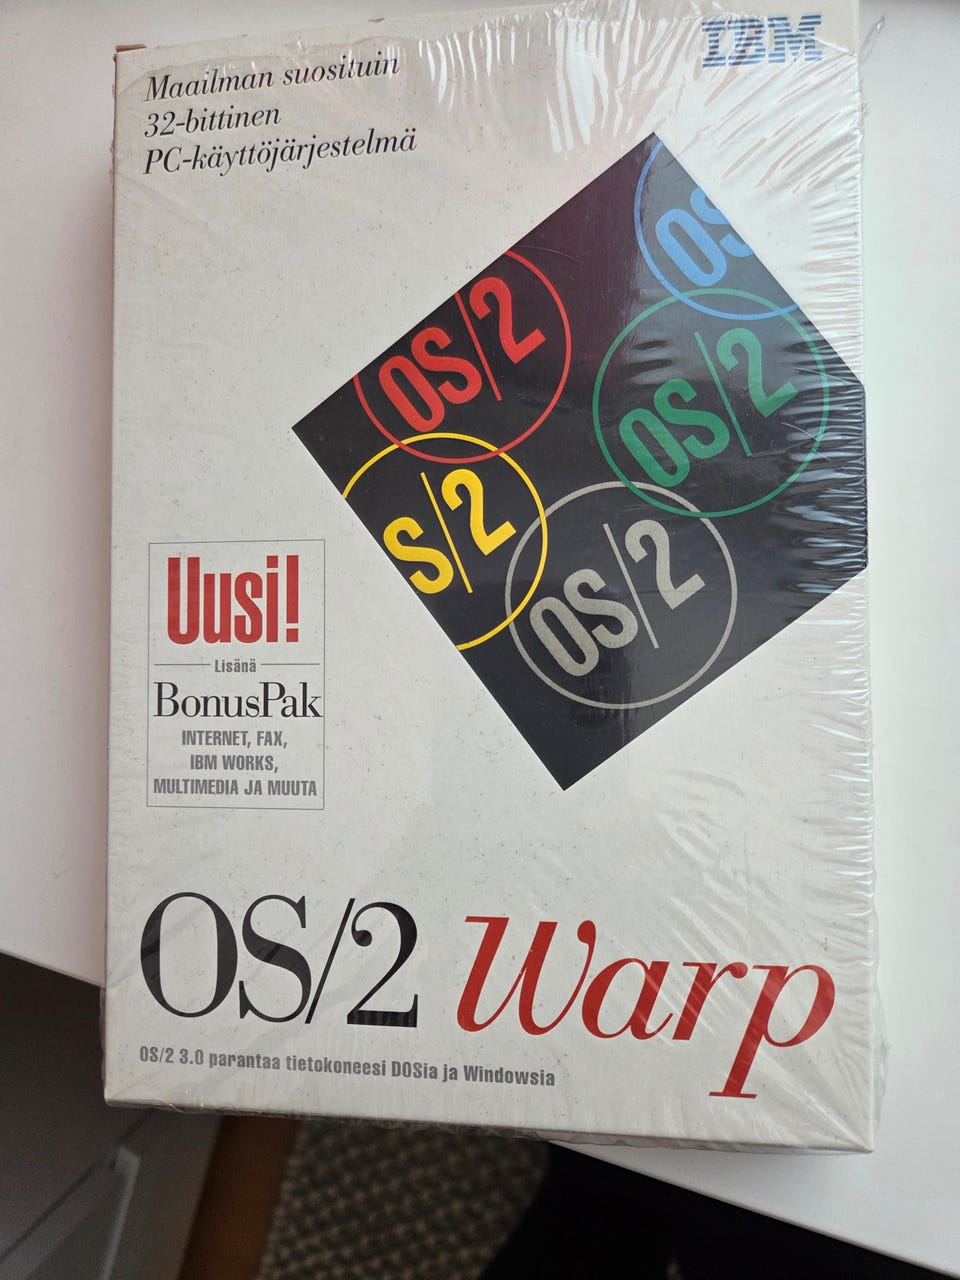 Maailman suosituin
32-bittinen
PC-käyttöjärjestelmä
IBM
OS/2
OS
OS/2
S/2
OS/2
Uusi!
Lisänä
BonusPak
INTERNET, FAX,
IBM WORKS,
MULTIMEDIA JA MUUTA
OS/2 Warp
OS/2 3.0 parantaa tietokoneesi DOSia ja Windowsia